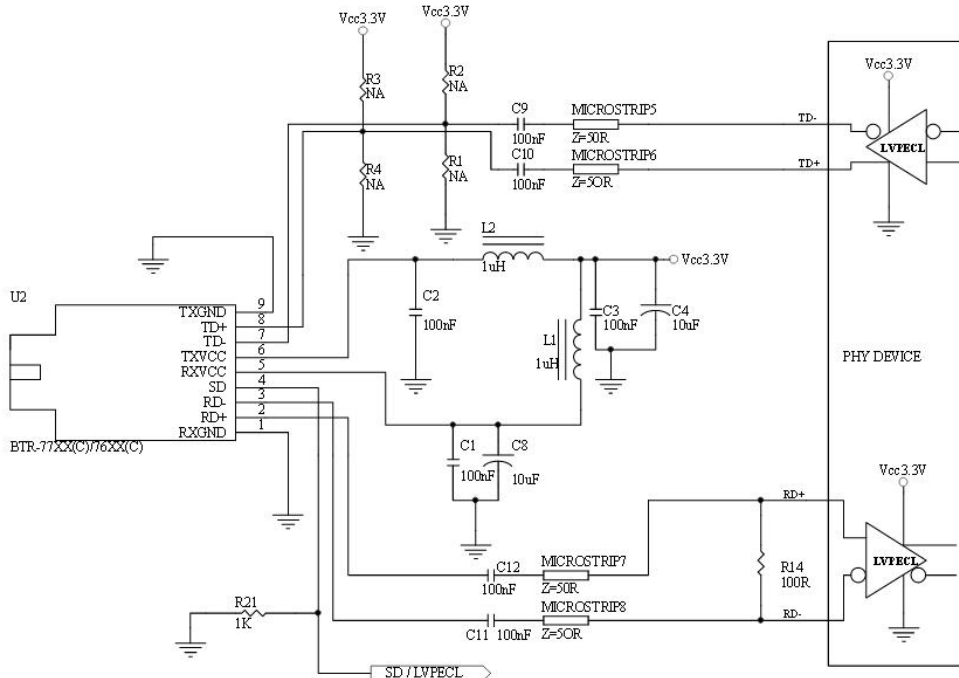 Vcc3.3V
Vcc3.3V
R3
NA
R2
NA
Vcc3.3V
C9
100nF
MICROSTRIP5
Z=50R
TD-
LVPECL
R4
NA
R1
NA
C10
100nF
MICROSTRIP6
Z=5OR
TD+
L2
1uH
Vcc3.3V
U2
C2
100nF
C3
100nF
C4
10uF
L1
1uH
TXGND
TD+
TD-
TXVCC
RXVCC
SD
RD-
RD+
RXGND
9
8
7
6
5
4
3
2
1
PHY DEVICE
BTR-77XX(C)/76XX(C)
C1
100nF
C8
10uF
Vcc3.3V
RD+
LVPECL
C12
100nF
MICROSTRIP7
Z=50R
R14
100R
R21
1K
C11
100nF
MICROSTRIP8
Z=5OR
RD-
SD / LVPECL